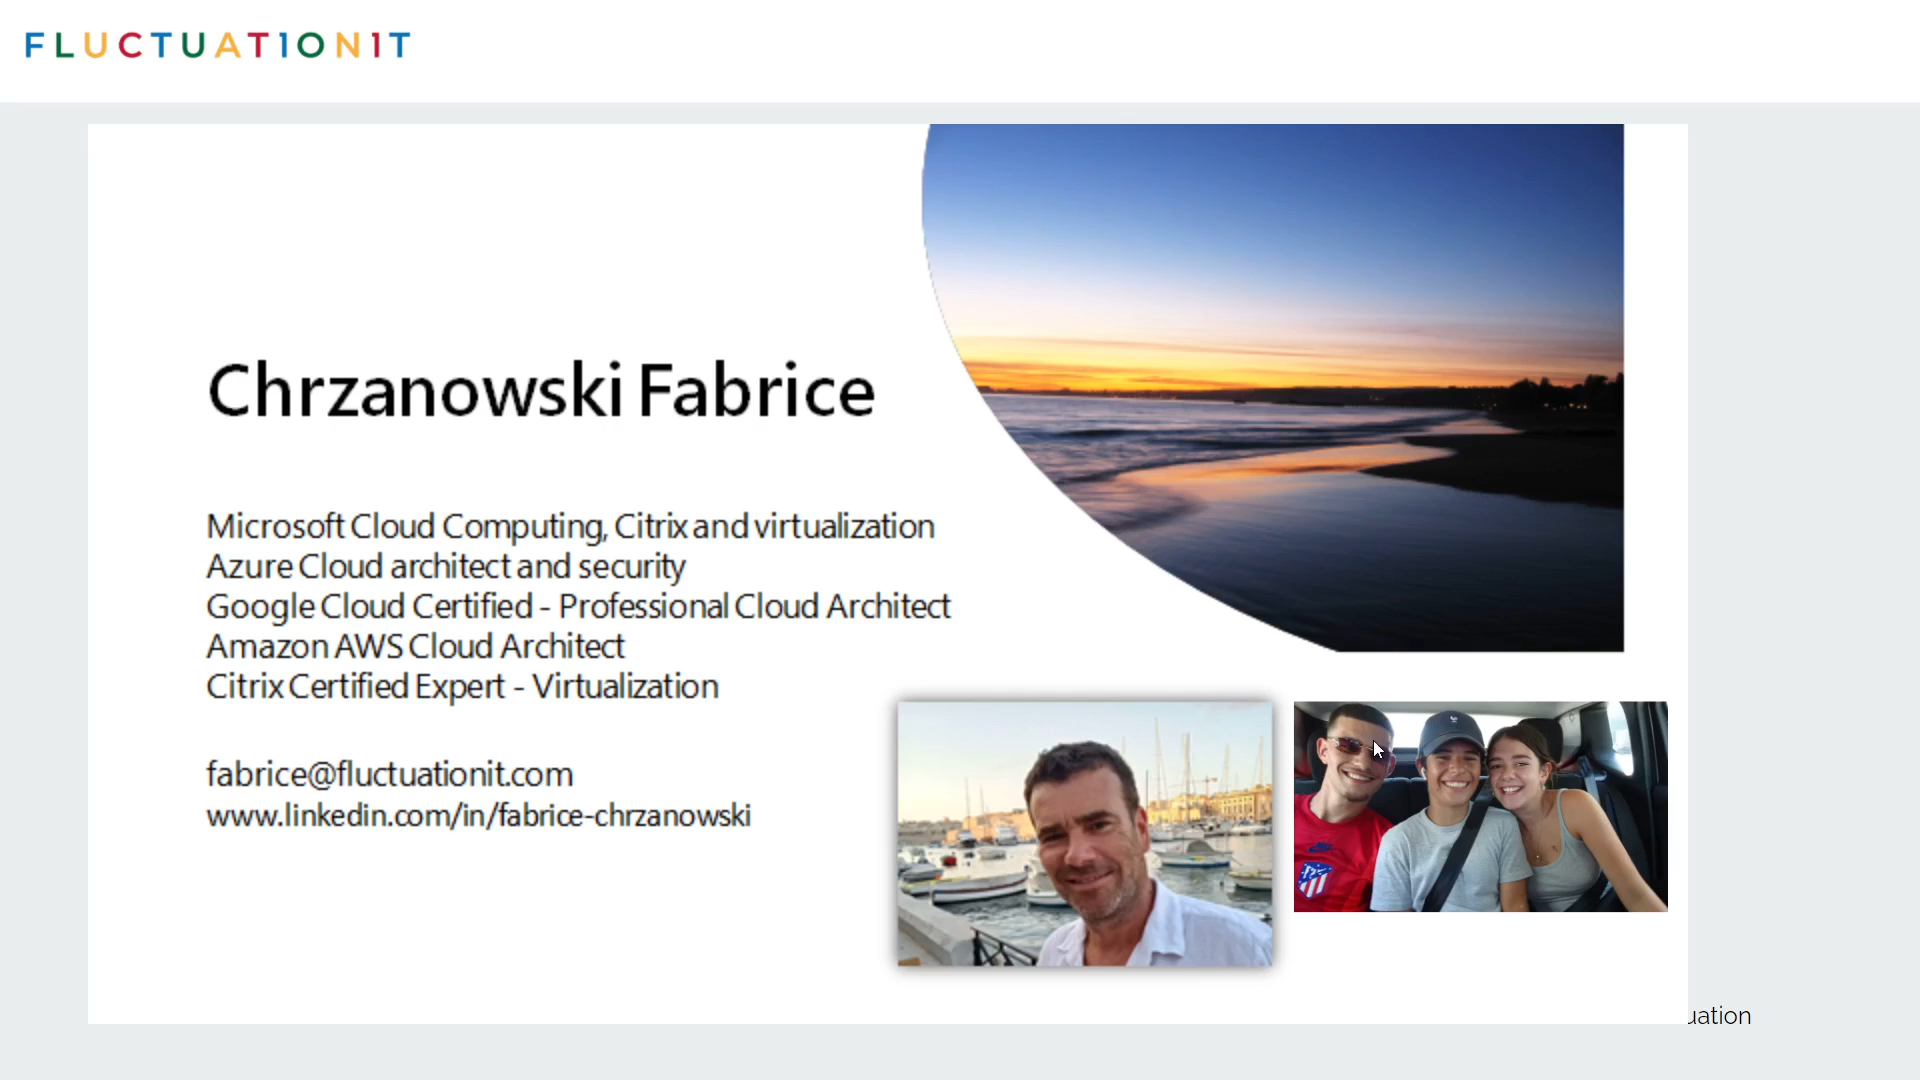 FLUCTUATIONIT
Chrzanowski Fabrice
Microsoft Cloud Computing, Citrix and virtualization
Azure Cloud architect and security
Google Cloud Certified - Professional Cloud Architect
Amazon AWS Cloud Architect
Citrix Certified Expert - Virtualization
fabrice@fluctuationit.com
www.linkedin.com/in/fabrice-chrzanowski
uation